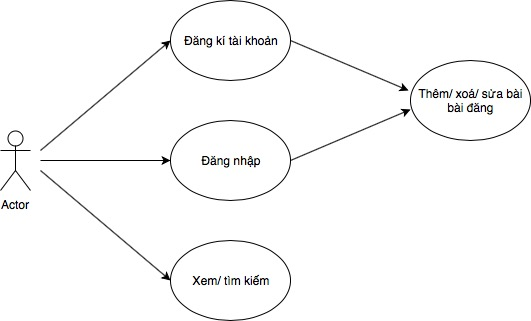 Đăng kí tài khoản
Thêm/ xoá/ sửa bài
bài đăng
Đăng nhập
Actor
Xem/ tìm kiếm